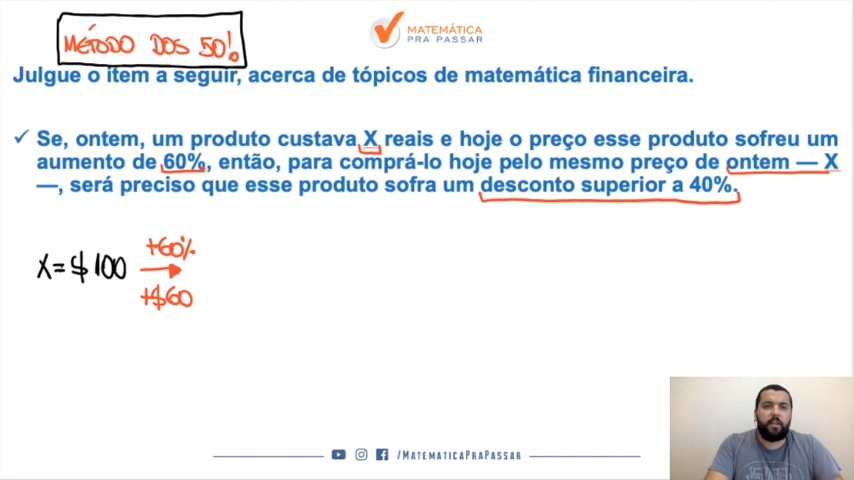 MÉTODO DOS 50!
MATEMÁTICA
PRA PASSAR
Julgue o item a seguir, acerca de tópicos de matemática financeira.
✓ Se, ontem, um produto custava X reais e hoje o preço esse produto sofreu um
aumento de 60%, então, para comprá-lo hoje pelo mesmo preço de ontem — X
—, será preciso que esse produto sofra um desconto superior a 40%.
+60%
X=$100
+$60
/MATEMATICAPRAPASSAR